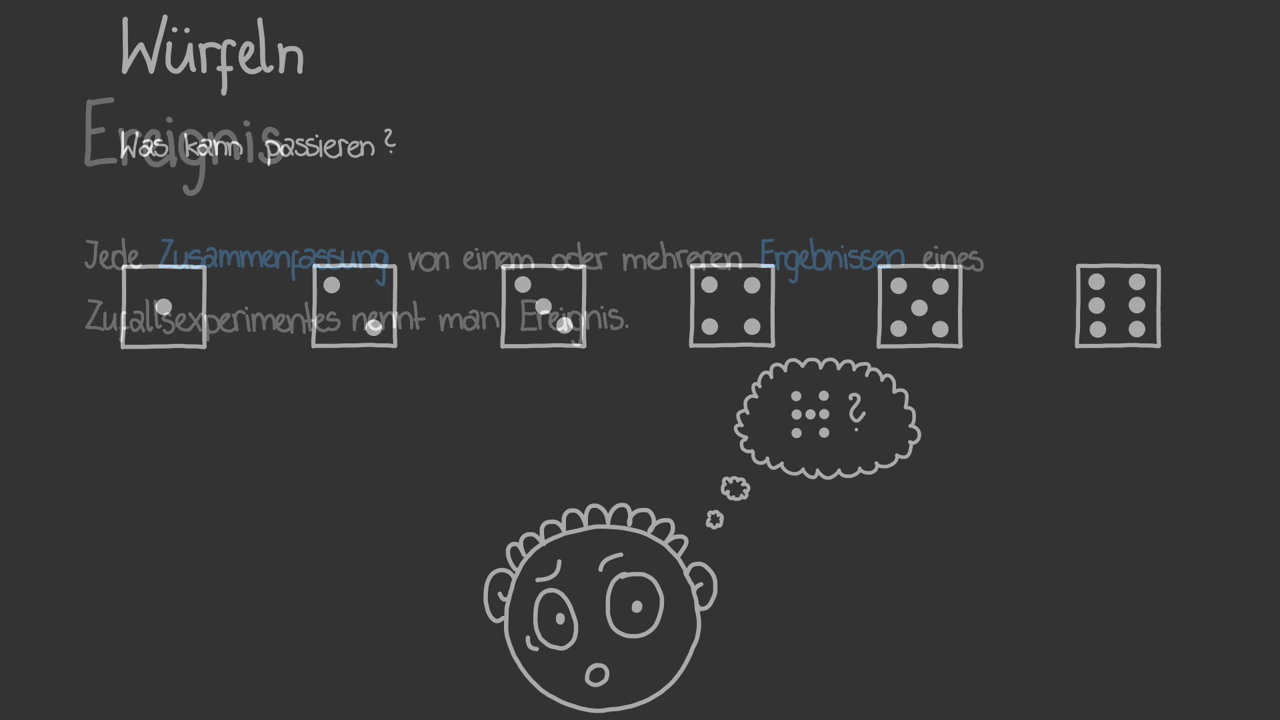 Würfeln
Ereignis
Was kann passieren?
Jede Zusammenfassung von einem oder mehreren Ergebnissen eines
Zufallsexperimentes nennt man Ereignis.
?